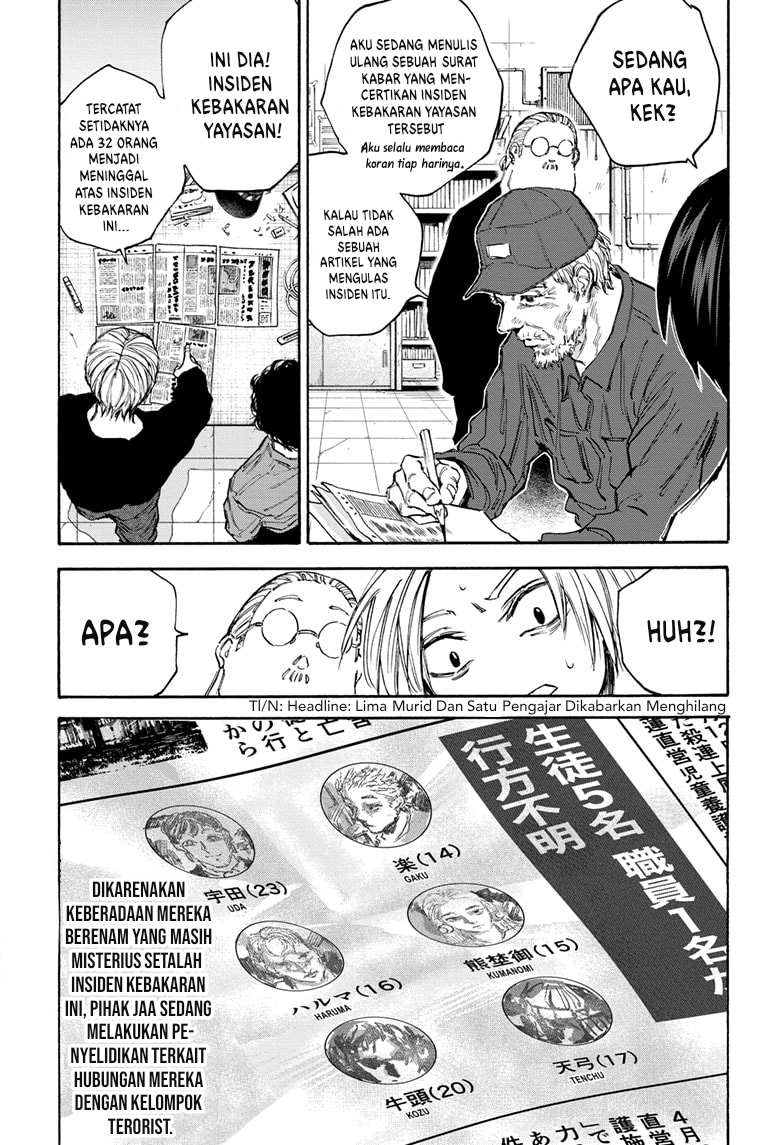 SEDANG
APA KAU,
KEK?
AKU SEDANG MENULIS
ULANG SEBUAH SURAT
KABAR YANG MEN-
CERTIKAN INSIDEN
KEBAKARAN YAYASAN
TERSEBUT
Aku selalu membaca
koran tiap harinya.
KALAU TIDAK
SALAH ADA
SEBUAH
ARTIKEL YANG
MENGULAS
INSIDEN ITU.
INI DIA!
INSIDEN
KEBAKARAN
YAYASAN!
TERCATAT
SETIDAKNYA
ADA 32 ORANG
MENJADI
MENINGGAL
ATAS INSIDEN
KEBAKARAN
INI...
HUH?!
APA?
Tl/N: Headline: Lima Murid Dan Satu Pengajar Dikabarkan Menghilang
生徒5名 職員1名が
行方不明
楽(14)
GAKU
宇田(23)
UDA
熊埜御(15)
KUMANOMI
ハルマ(16)
HARUMA
天弓(17)
TENCHU
牛頭(20)
KOZU
DIKARENAKAN
KEBERADAAN MEREKA
BERENAM YANG MASIH
MISTERIUS SETALAH
INSIDEN KEBAKARAN
INI, PIHAK JAA SEDANG
MELAKUKAN PE-
NYELIDIKAN TERKAIT
HUBUNGAN MEREKA
DENGAN KELOMPOK
TERORIST.